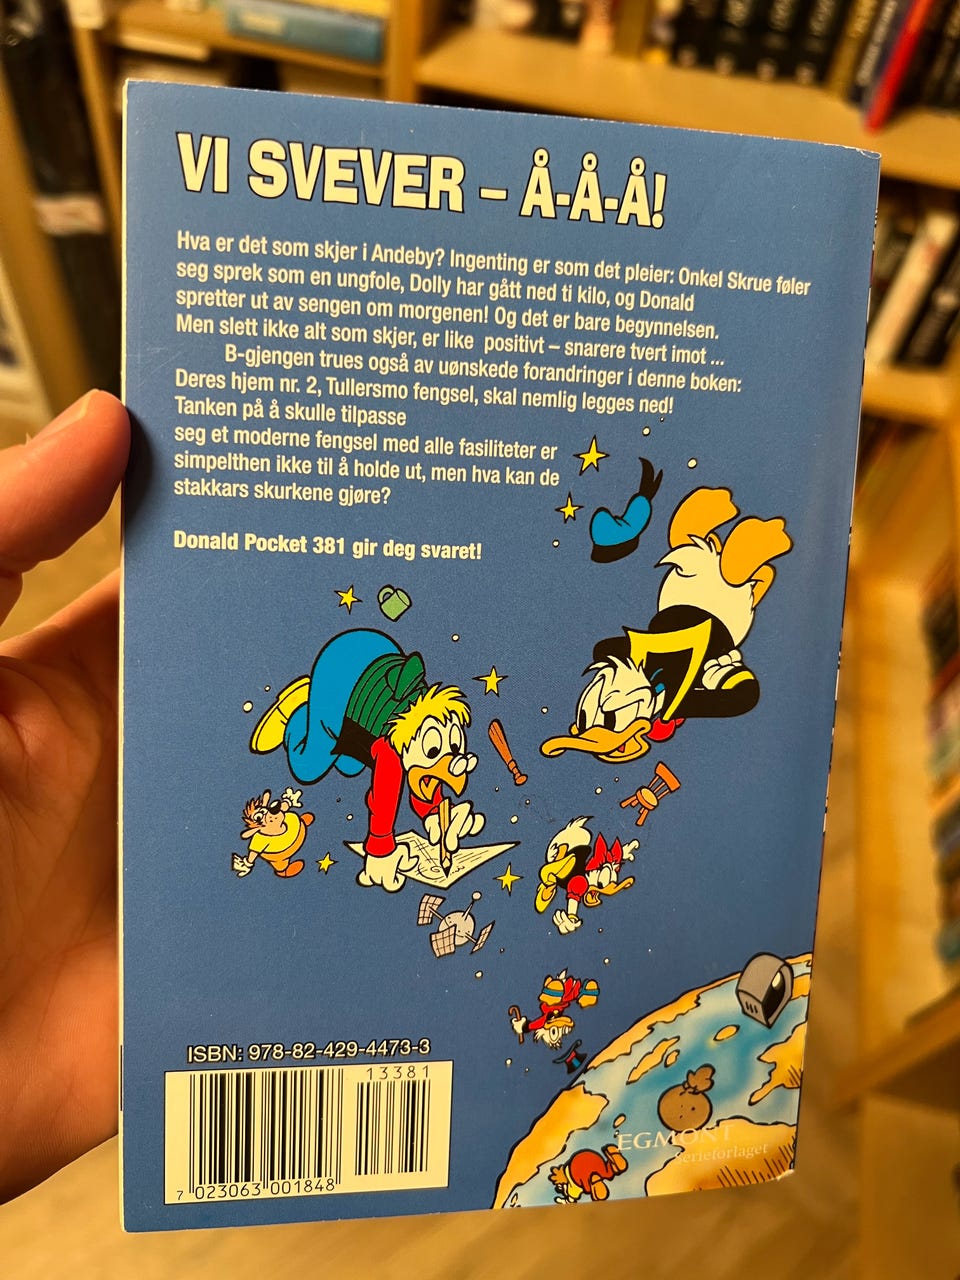 VI SVEVER – Å-Å-Å!
Hva er det som skjer i Andeby? Ingenting er som det pleier: Onkel Skrue føler
seg sprek som en ungfole, Dolly har gått ned ti kilo, og Donald
spretter ut av sengen om morgenen! Og det er bare begynnelsen.
Men slett ikke alt som skjer, er like  positivt – snarere tvert imot ...
B-gjengen trues også av uønskede forandringer i denne boken:
Deres hjem nr. 2, Tullersmo fengsel, skal nemlig legges ned!
Tanken på å skulle tilpasse
seg et moderne fengsel med alle fasiliteter er
simpelthen ikke til å holde ut, men hva kan de
stakkars skurkene gjøre?
Donald Pocket 381 gir deg svaret!
ISBN: 978-82-429-4473-3
13381
7 023063 001848
EGMONT
Serieforlaget